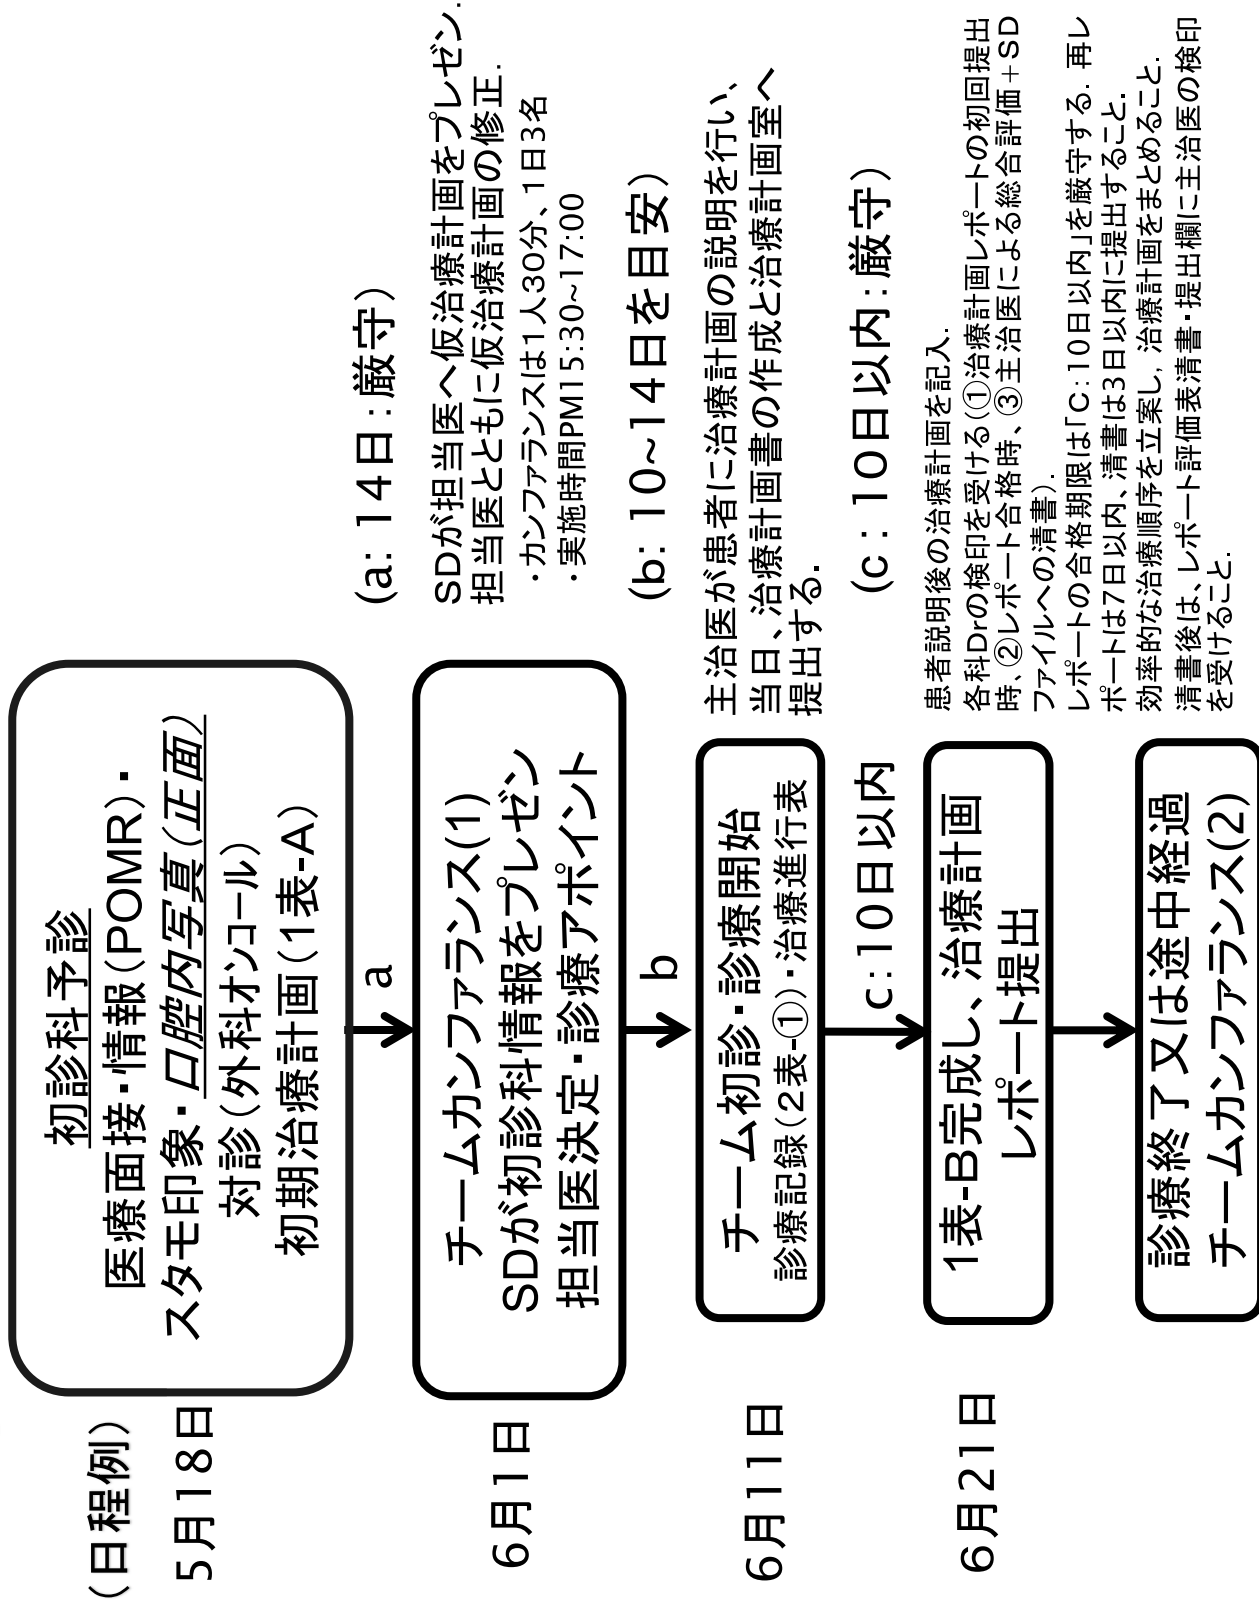 （日程例）
5月18日
初診科予診
医療面接・情報（POMR）・
スタモ印象・口腔内写真（正面）
対診（外科オンコール）
初期治療計画（１表-A）
a
（a：14日：厳守）
6月1日
チームカンファランス(1)
SDが初診科情報をプレゼン
担当医決定・診療アポイント
SDが担当医へ仮治療計画をプレゼン．
担当医とともに仮治療計画の修正．
・カンファランスは１人30分、１日3名
・実施時間PM15:30~17:00
b
（b：10~14日を目安）
6月11日
チーム初診・診療開始
診療記録（２表-①）・治療進行表
主治医が患者に治療計画の説明を行い、
当日、治療計画書の作成と治療計画室へ
提出する．
c：10日以内
（c：10日以内：厳守）
6月21日
1表-B完成し、治療計画
レポート提出
患者説明後の治療計画を記入．
各科Drの検印を受ける（①治療計画レポートの初回提出
時、②レポート合格時、③主治医による総合評価＋SD
ファイルへの清書）．
レポートの合格期限は「C：10日以内」を厳守する．再レ
ポートは7日以内、清書は3日以内に提出すること．
効率的な治療順序を立案し，治療計画をまとめること．
清書後は、レポート評価表清書・提出欄に主治医の検印
を受けること．
診療終了又は途中経過
チームカンファランス(2)